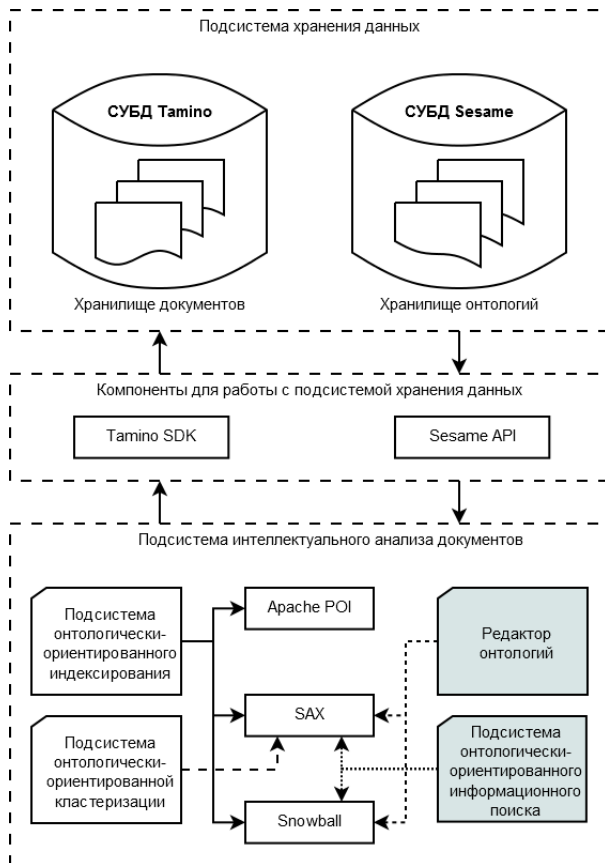 Подсистема хранения данных
СУБД Tamino
СУБД Sesame
Хранилище документов
Хранилище онтологий
Компоненты для работы с подсистемой хранения данных
Tamino SDK
Sesame API
Подсистема интеллектуального анализа документов
Подсистема
онтологически-
ориентированного
индексирования
Apache POI
Редактор
онтологий
SAX
Подсистема
онтологически-
ориентированной
кластеризации
Подсистема
онтологически-
ориентированного
информационного
поиска
Snowball